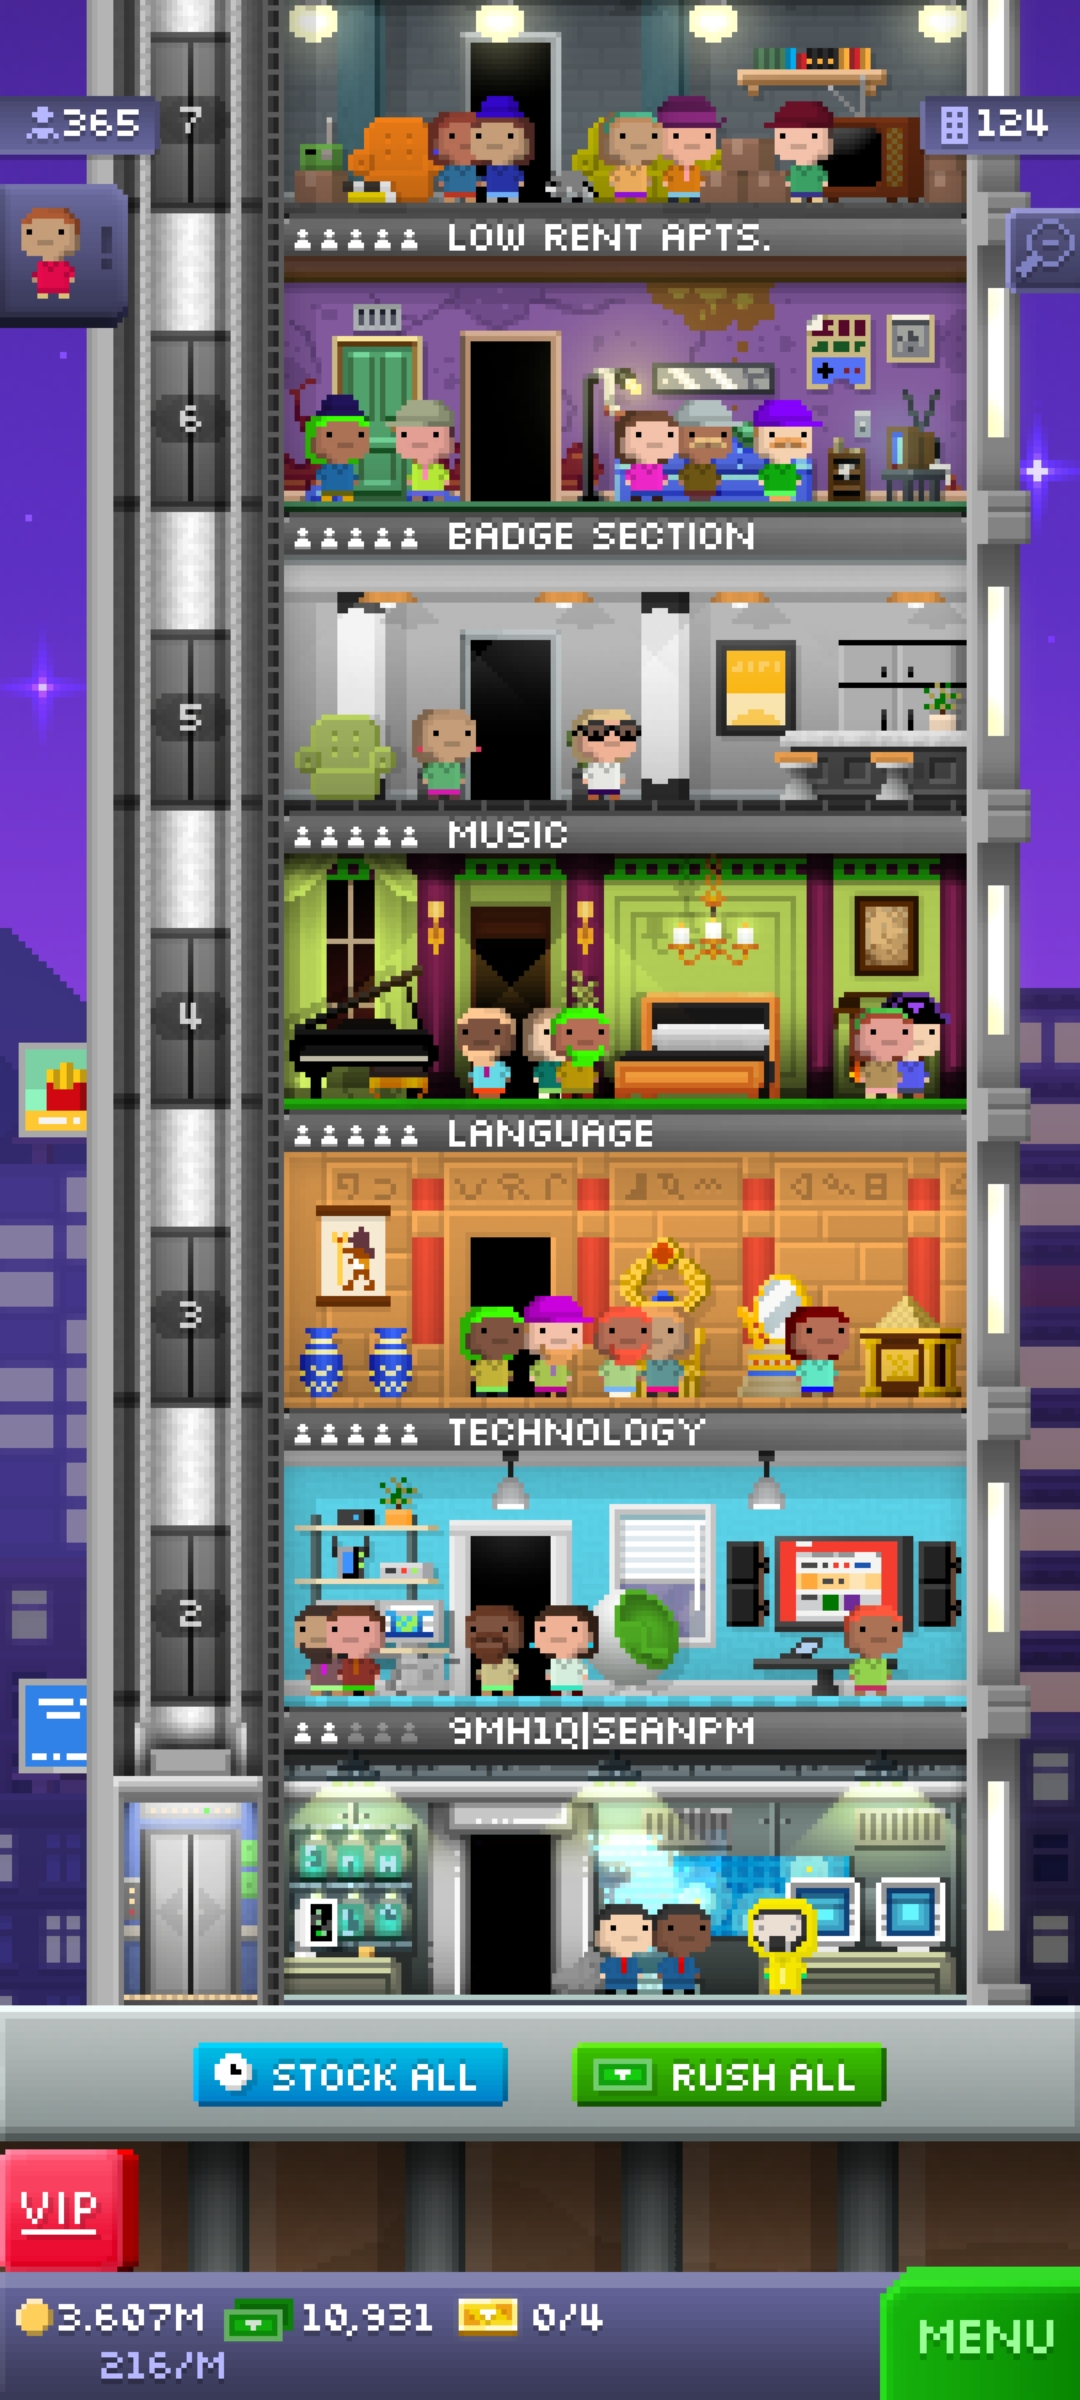 7
365
124
LOW RENT APTS.
!
6
BADGE SECTION
5
MUSIC
4
LANGUAGE
3
TECHNOLOGY
2
9MH1Q|SEANPM
STOCK ALL
RUSH ALL
VIP
3.607M 10,931 0/4
216/M
MENU